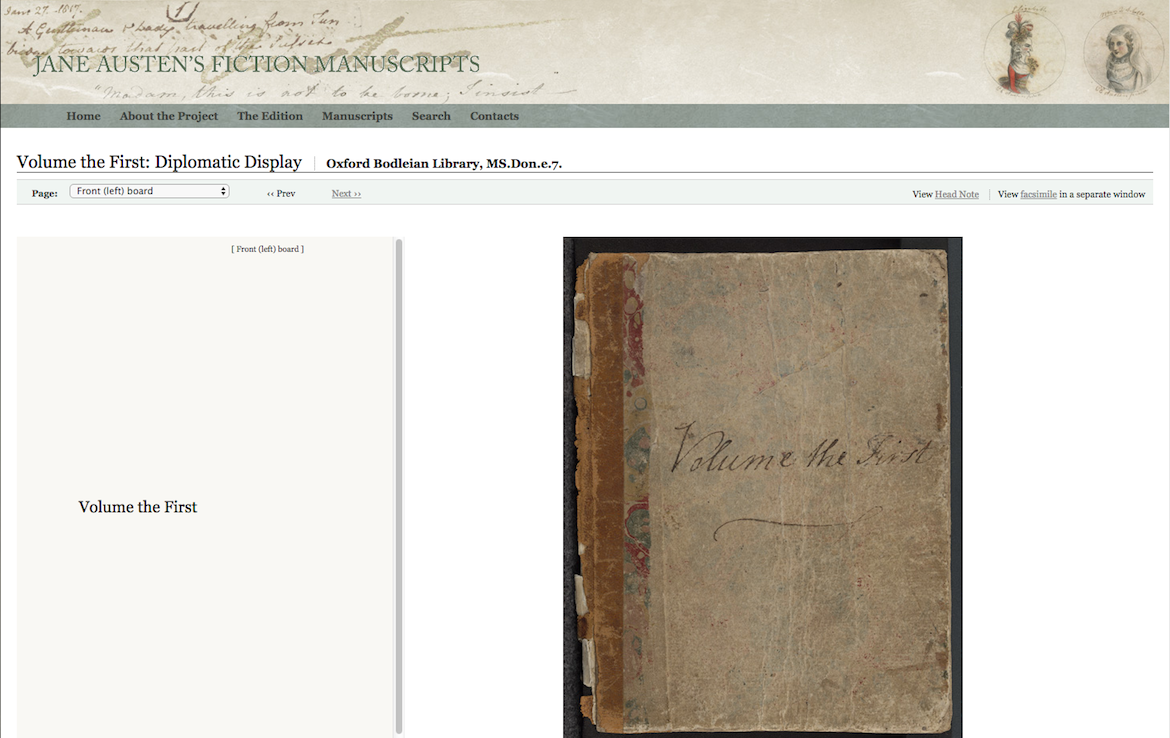 Jan: 27. - 1817.
A Gentleman & Lady travelling from Tun-
bridge towards that part of the Sussex
JANE AUSTEN'S FICTION MANUSCRIPTS
"Madam, this is not to be borne; I insist
Home About the Project The Edition Manuscripts Search Contacts
Volume the First: Diplomatic Display | Oxford Bodleian Library, MS.Don.e.7.
Page: Front (left) board ‹‹ Prev Next ›› View Head Note | View facsimile in a separate window
[ Front (left) board ]
Volume the First
Volume the First